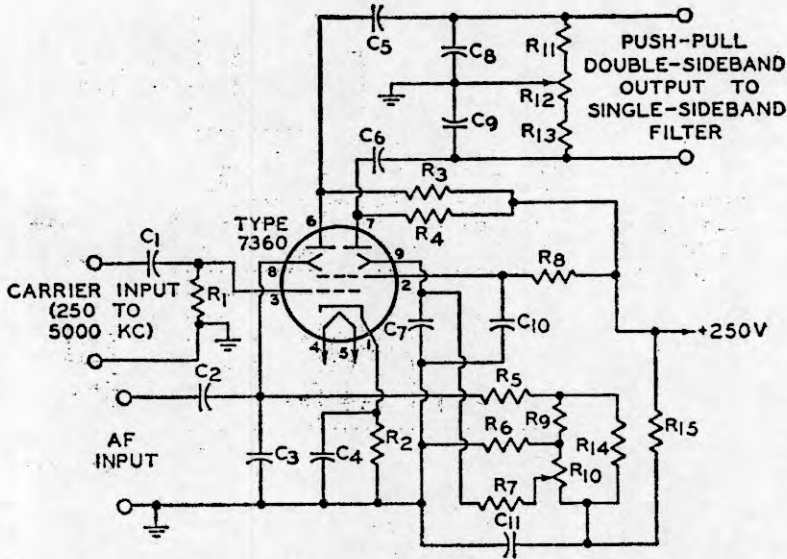 C5
C8
R11
R12
C9
R13
PUSH-PULL
DOUBLE-SIDEBAND
OUTPUT TO
SINGLE-SIDEBAND
FILTER
C6
R3
R4
TYPE
7360
6
7
8
9
3
2
4
5
1
C1
R1
CARRIER INPUT
(250 TO
5000 KC)
R8
C7
C10
+250V
C2
R5
R9
R6
R14
R15
AF
INPUT
C3
C4
R2
R7
R10
C11